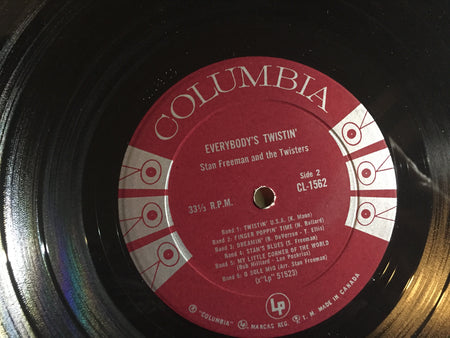 COLUMBIA
EVERYBODY'S TWISTIN'
Stan Freeman and the Twisters
Side 2
33⅓ R.P.M.
CL-1562
Band 1: TWISTIN' U.S.A. (K. Mann)
Band 2: FINGER POPPIN' TIME (H. Ballard)
Band 3: DREAMIN' (B. DeVorzon - T. Ellis)
Band 4: STAN'S BLUES (S. Freeman)
Band 5: MY LITTLE CORNER OF THE WORLD
(Bob Hilliard - Lee Pockriss)
Band 6: O SOLE MIO (Arr. Stan Freeman)
(x"Lp" 51523)
Lp
® "COLUMBIA" MARCAS REG. T. M. MADE IN CANADA